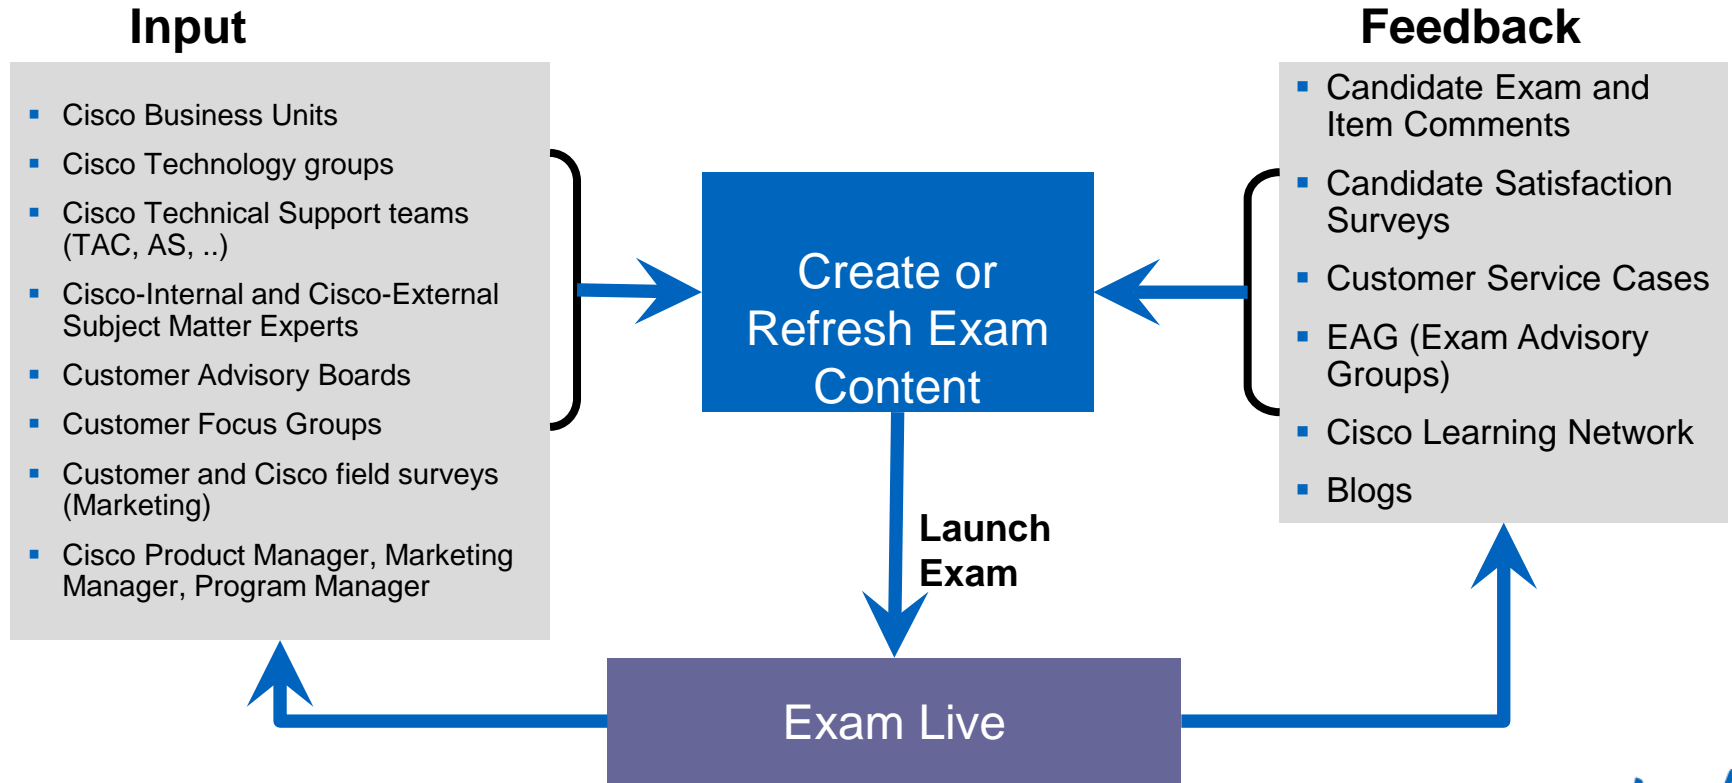 Input
▪ Cisco Business Units
▪ Cisco Technology groups
▪ Cisco Technical Support teams
(TAC, AS, ..)
▪ Cisco-Internal and Cisco-External
Subject Matter Experts
▪ Customer Advisory Boards
▪ Customer Focus Groups
▪ Customer and Cisco field surveys
(Marketing)
▪ Cisco Product Manager, Marketing
Manager, Program Manager
Create or
Refresh Exam
Content
Launch
Exam
Exam Live
Feedback
▪ Candidate Exam and
Item Comments
▪ Candidate Satisfaction
Surveys
▪ Customer Service Cases
▪ EAG (Exam Advisory
Groups)
▪ Cisco Learning Network
▪ Blogs